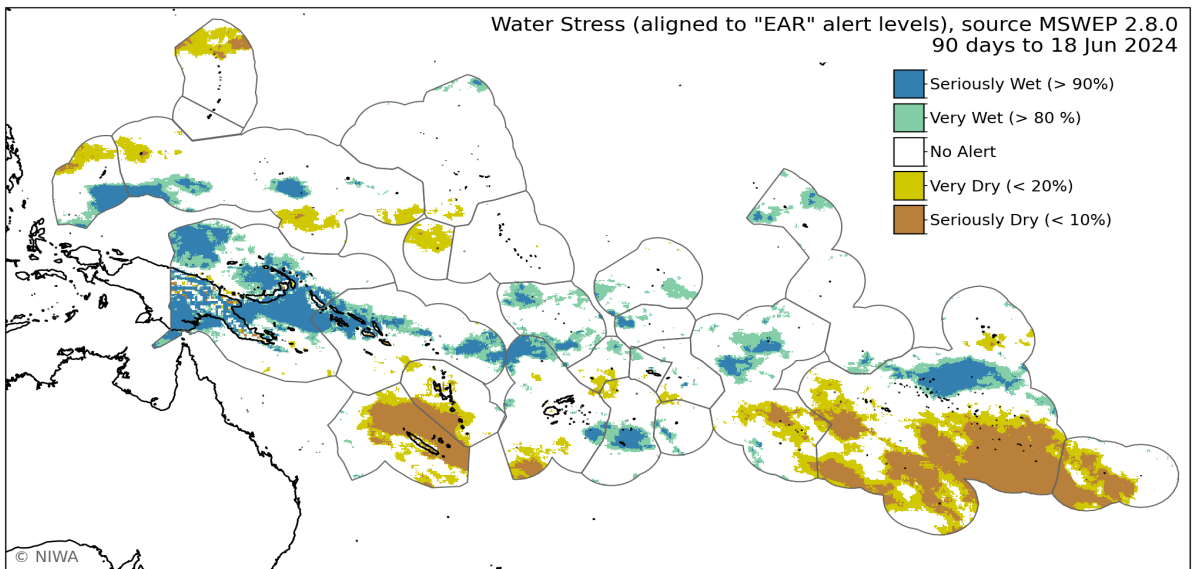 Water Stress (aligned to "EAR" alert levels), source MSWEP 2.8.0
90 days to 18 Jun 2024
Seriously Wet (> 90%)
Very Wet (> 80 %)
No Alert
Very Dry (< 20%)
Seriously Dry (< 10%)
© NIWA